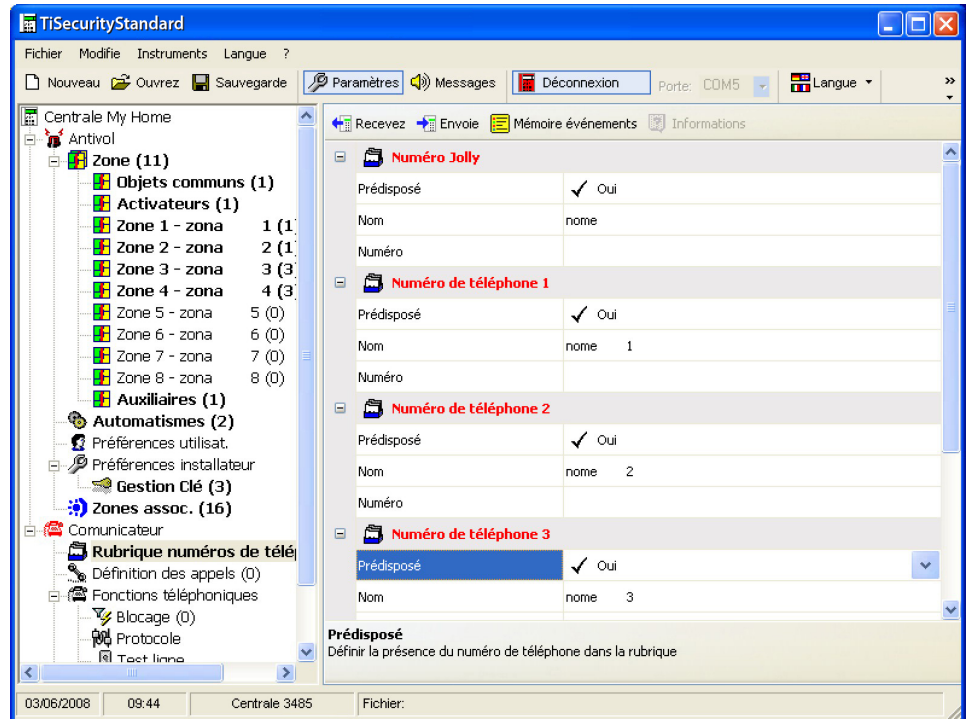 TiSecurityStandard
Fichier Modifie Instruments Langue ?
Nouveau Ouvrez Sauvegarde Paramètres Messages Déconnexion Porte: COM5 Langue »
Centrale My Home
Antivol
Zone (11)
Objets communs (1)
Activateurs (1)
Zone 1 - zona 1 (1)
Zone 2 - zona 2 (1)
Zone 3 - zona 3 (3)
Zone 4 - zona 4 (3)
Zone 5 - zona 5 (0)
Zone 6 - zona 6 (0)
Zone 7 - zona 7 (0)
Zone 8 - zona 8 (0)
Auxiliaires (1)
Automatismes (2)
Préférences utilisat.
Préférences installateur
Gestion Clé (3)
Zones assoc. (16)
Comunicateur
Rubrique numéros de télé
Définition des appels (0)
Fonctions téléphoniques
Blocage (0)
Protocole
Test ligne
Recevez Envoie Mémoire événements Informations
Numéro Jolly
Prédisposé Oui
Nom nome
Numéro
Numéro de téléphone 1
Prédisposé Oui
Nom nome 1
Numéro
Numéro de téléphone 2
Prédisposé Oui
Nom nome 2
Numéro
Numéro de téléphone 3
Prédisposé Oui
Nom nome 3
Prédisposé
Définir la présence du numéro de téléphone dans la rubrique
03/06/2008 09:44 Centrale 3485 Fichier: